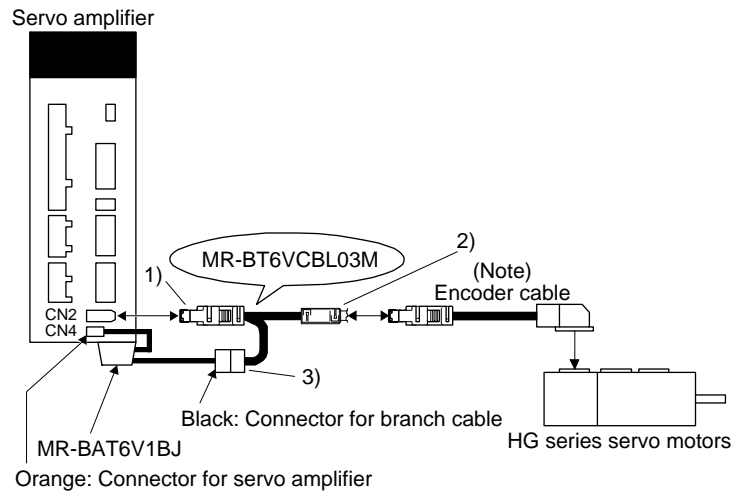 Servo amplifier
MR-BT6VCBL03M
1)
2)
(Note)
Encoder cable
CN2
CN4
3)
Black: Connector for branch cable
HG series servo motors
MR-BAT6V1BJ
Orange: Connector for servo amplifier